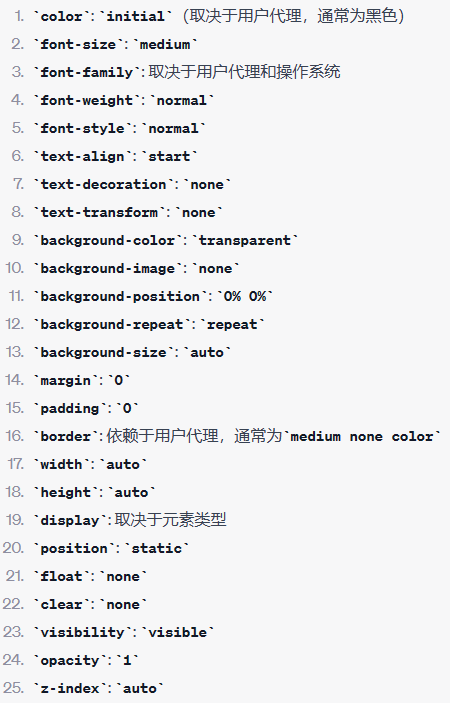 1. `color`: `initial`（取决于用户代理，通常为黑色）
2. `font-size`: `medium`
3. `font-family`: 取决于用户代理和操作系统
4. `font-weight`: `normal`
5. `font-style`: `normal`
6. `text-align`: `start`
7. `text-decoration`: `none`
8. `text-transform`: `none`
9. `background-color`: `transparent`
10. `background-image`: `none`
11. `background-position`: `0% 0%`
12. `background-repeat`: `repeat`
13. `background-size`: `auto`
14. `margin`: `0`
15. `padding`: `0`
16. `border`: 依赖于用户代理，通常为`medium none color`
17. `width`: `auto`
18. `height`: `auto`
19. `display`: 取决于元素类型
20. `position`: `static`
21. `float`: `none`
22. `clear`: `none`
23. `visibility`: `visible`
24. `opacity`: `1`
25. `z-index`: `auto`